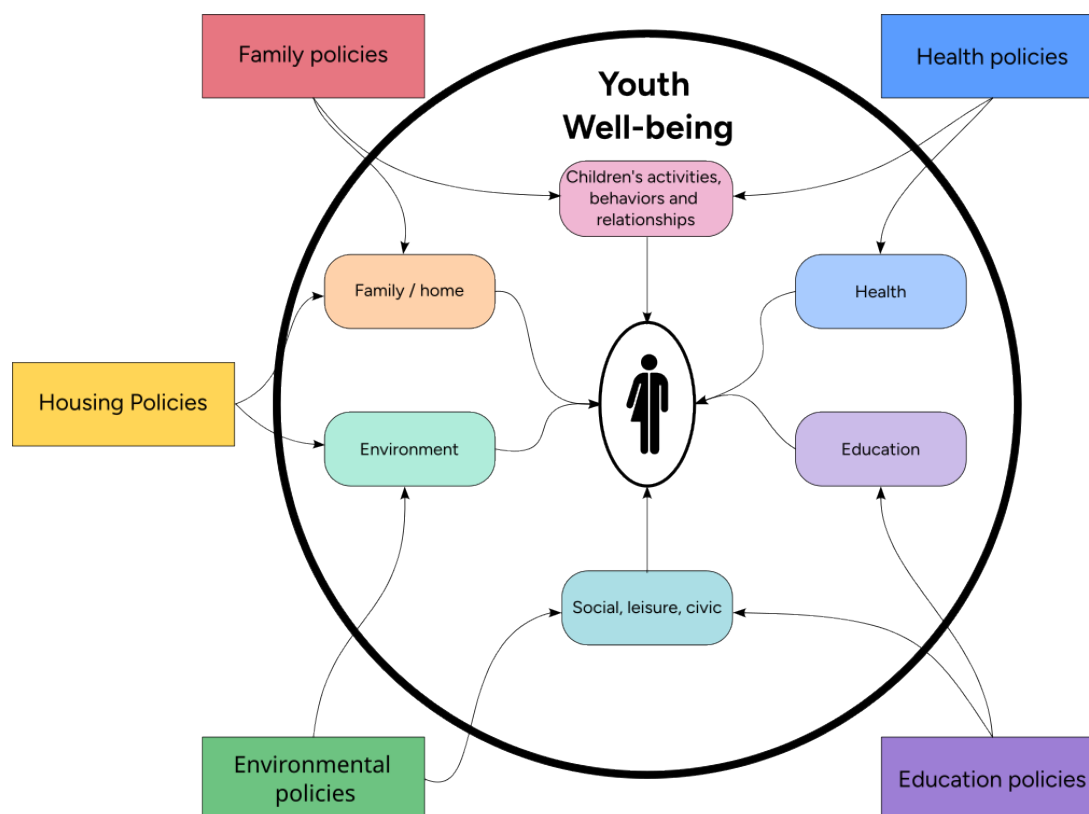 Family policies
Health policies
Youth
Well-being
Children's activities,
behaviors and
relationships
Family / home
Health
Housing Policies
Environment
Education
Social, leisure, civic
Environmental
policies
Education policies